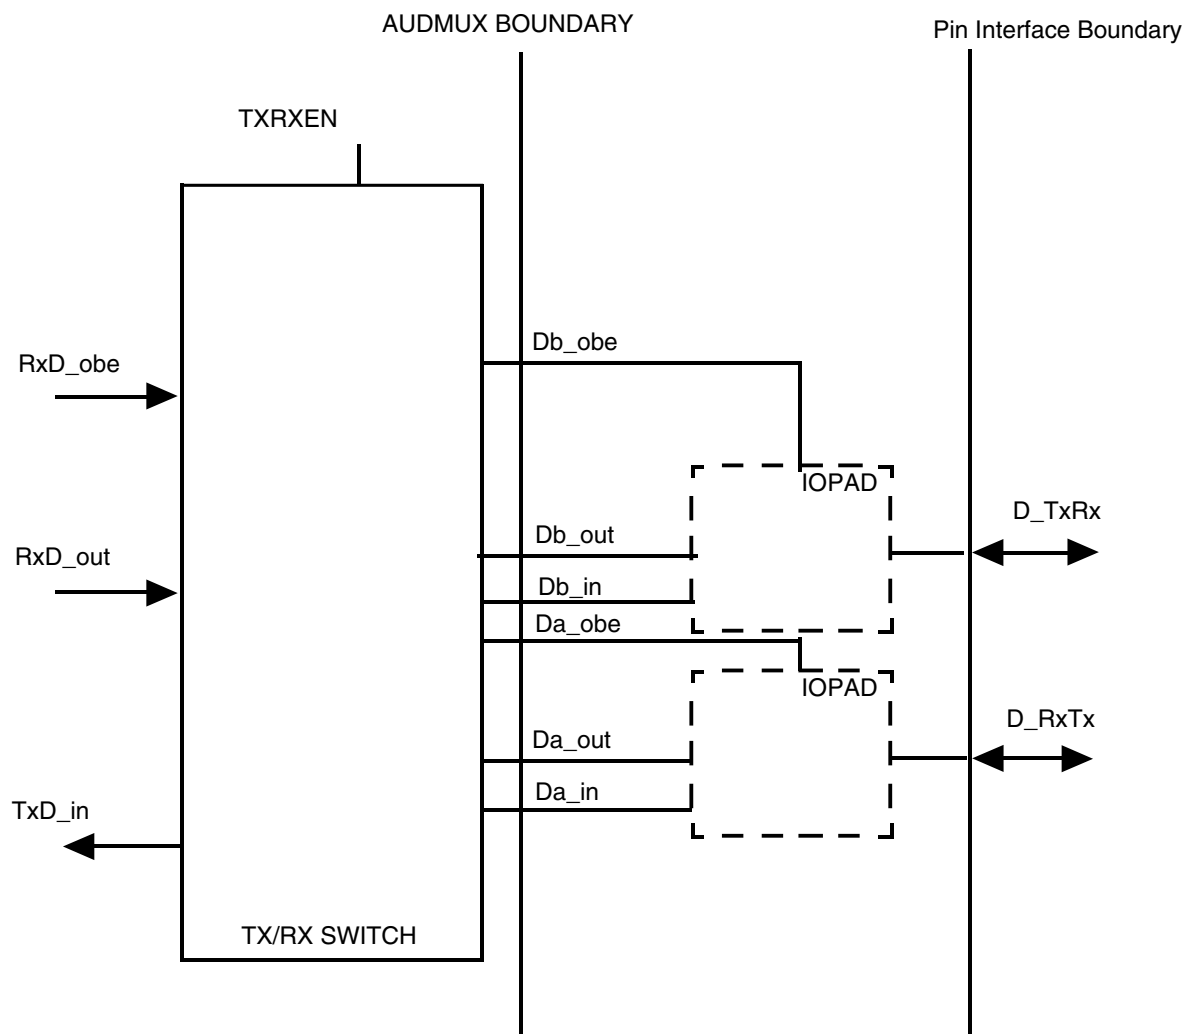 AUDMUX BOUNDARY
Pin Interface Boundary
TXRXEN
Db_obe
RxD_obe
IOPAD
D_TxRx
Db_out
RxD_out
Db_in
Da_obe
IOPAD
D_RxTx
Da_out
Da_in
TxD_in
TX/RX SWITCH